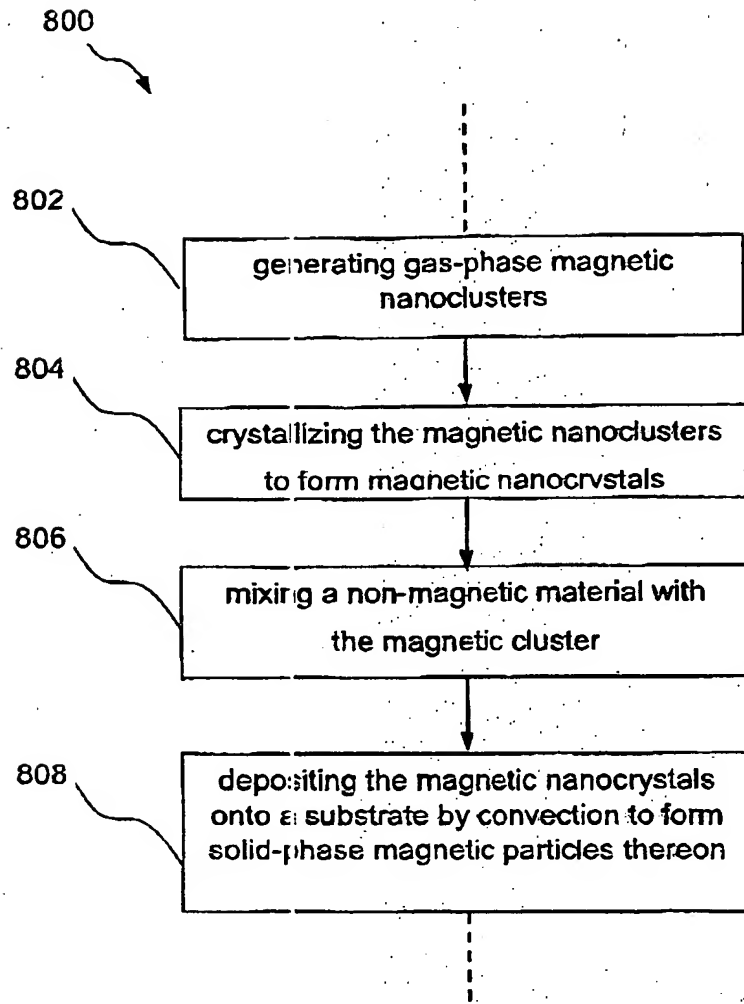 800
802
generating gas-phase magnetic
nanoclusters
804
crystallizing the magnetic nanoclusters
to form magnetic nanocrystals
806
mixing a non-magnetic material with
the magnetic cluster
808
depositing the magnetic nanocrystals
onto a substrate by convection to form
solid-phase magnetic particles thereon